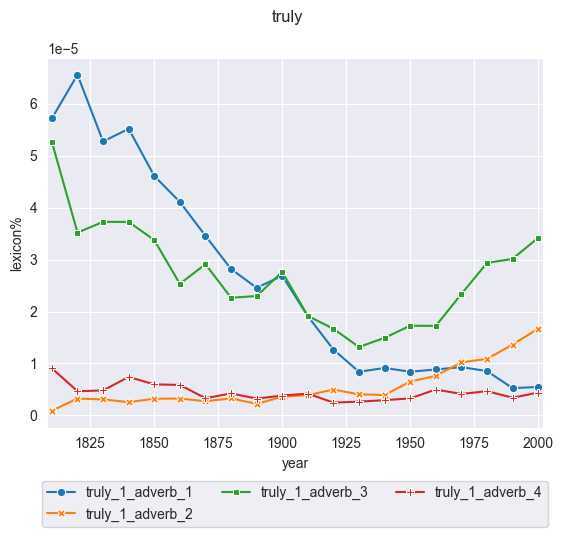 truly
1e−5
6
5
4
3
2
1
0
lexicon%
1825 1850 1875 1900 1925 1950 1975 2000
year
truly_1_adverb_1 truly_1_adverb_3 truly_1_adverb_4
truly_1_adverb_2